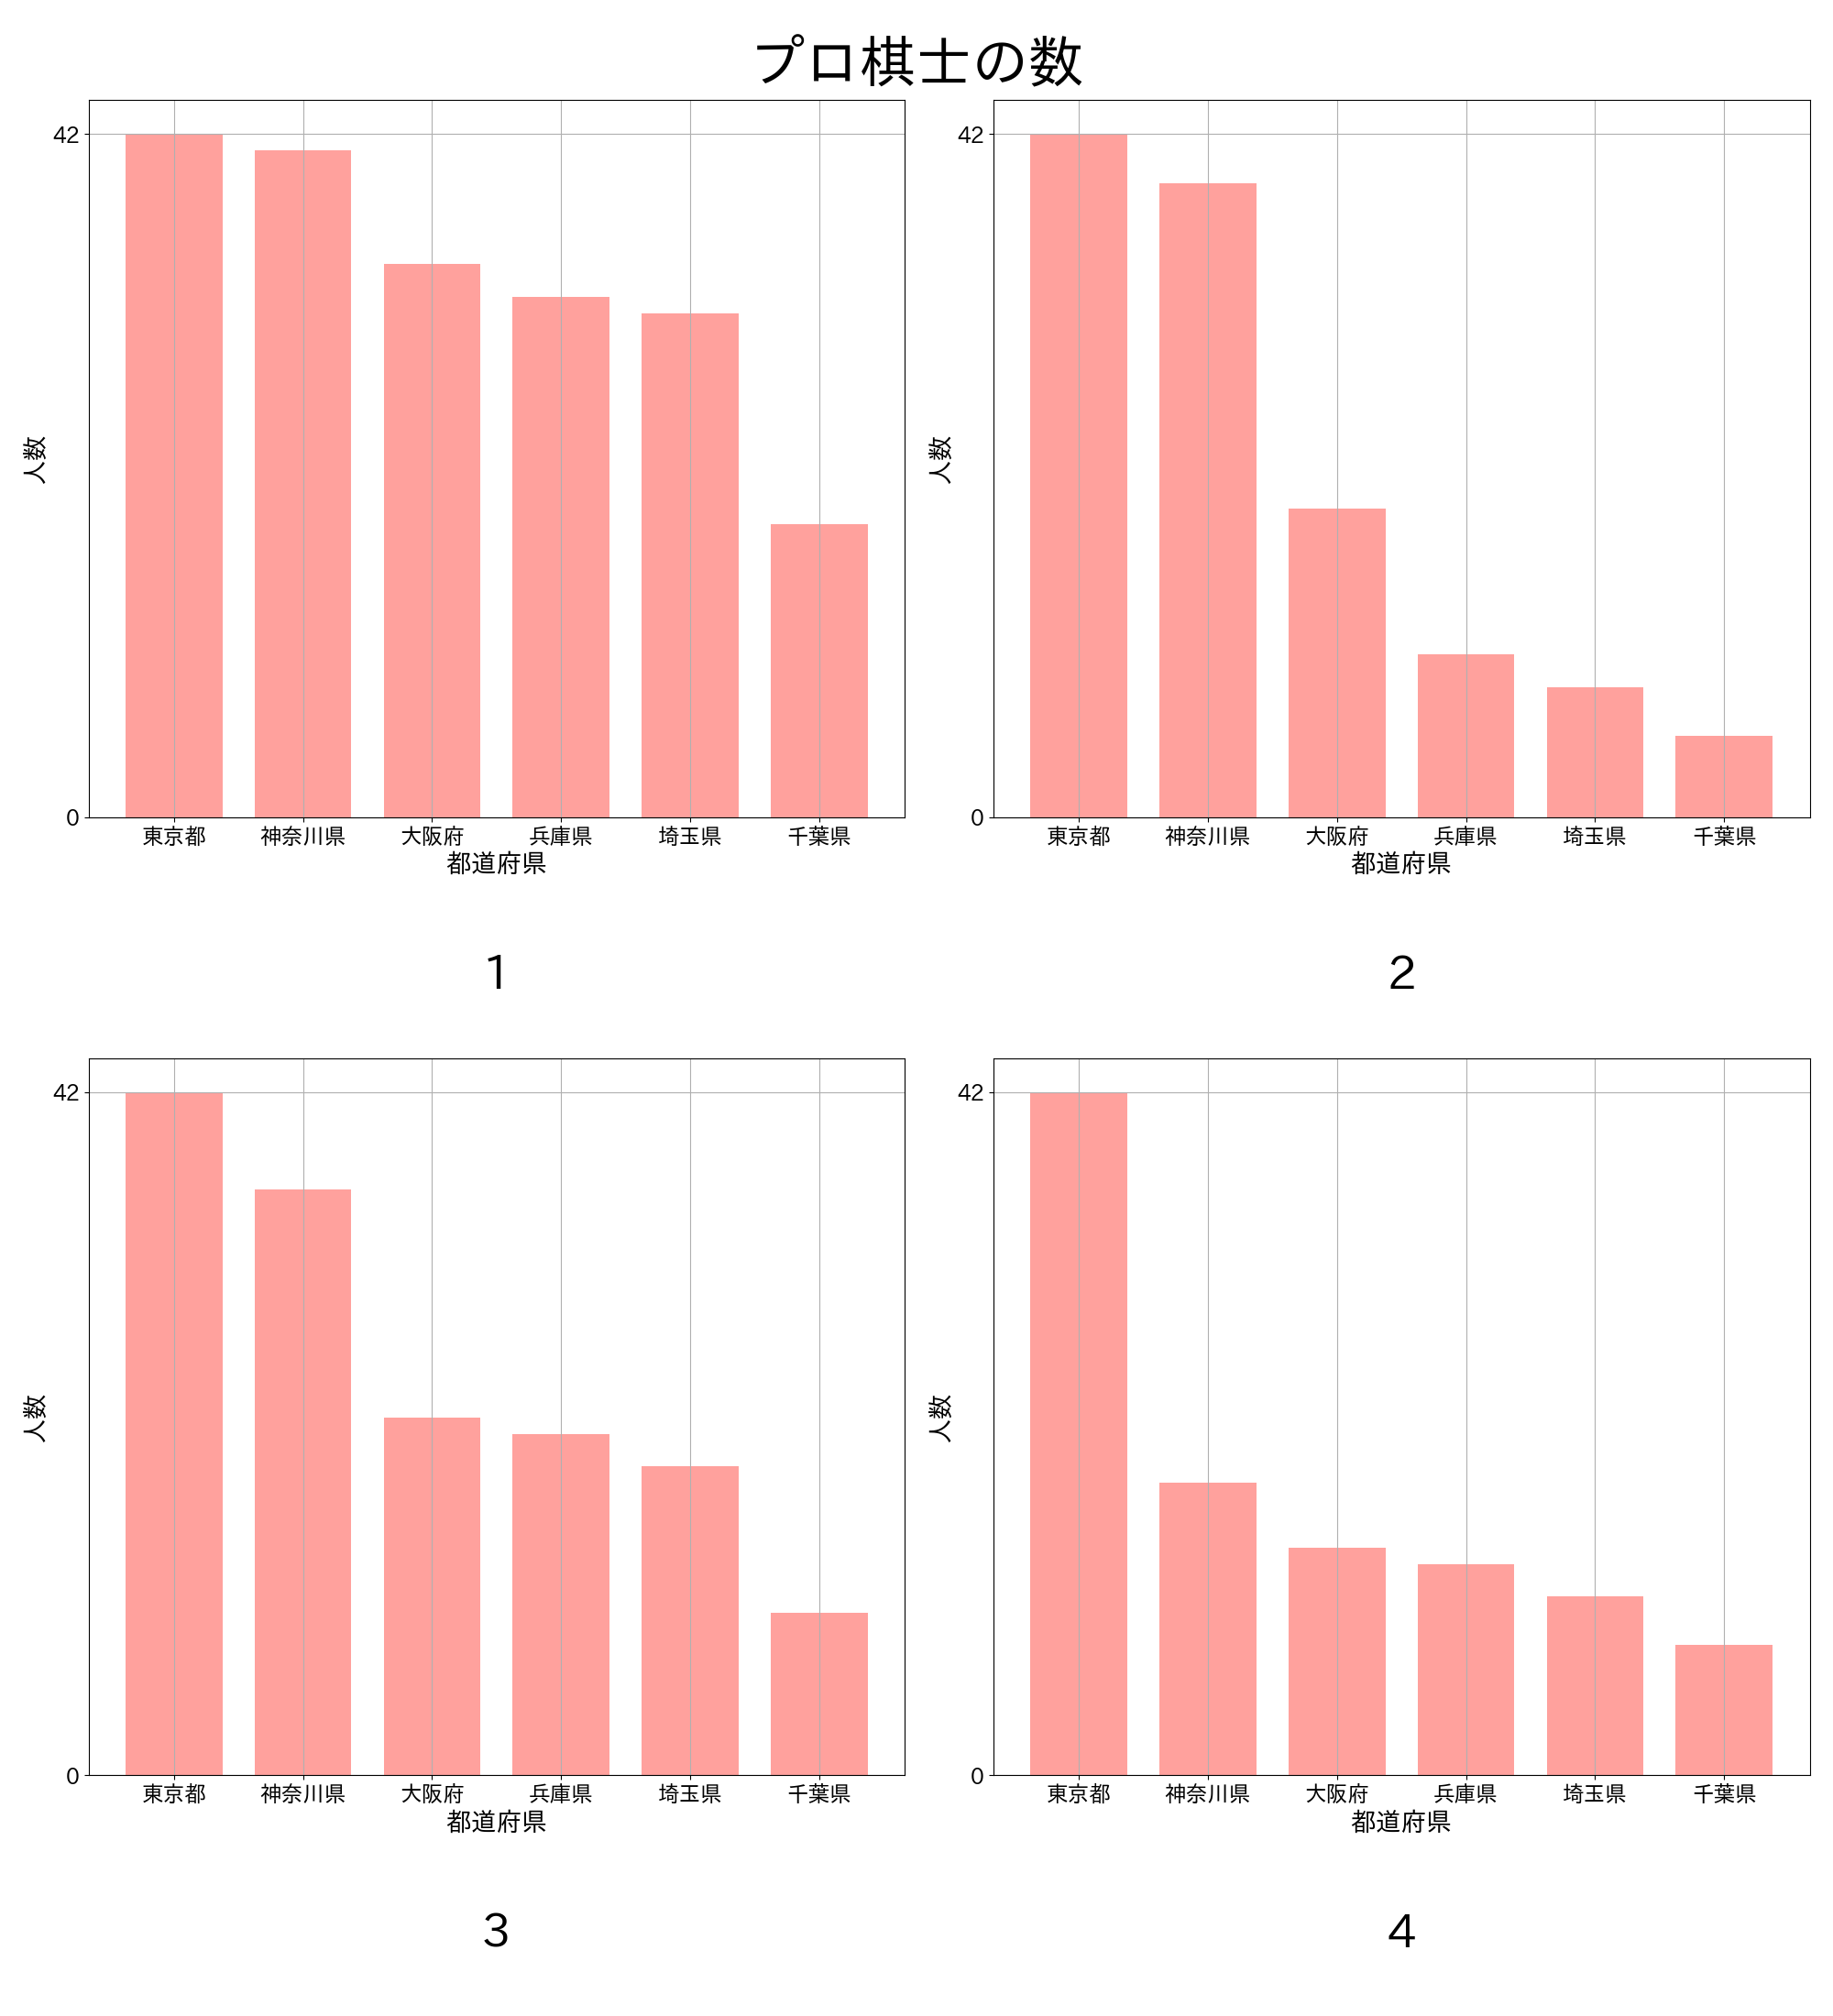 プロ棋士の数
42
0
人数
東京都 神奈川県 大阪府 兵庫県 埼玉県 千葉県
都道府県
1
42
0
人数
東京都 神奈川県 大阪府 兵庫県 埼玉県 千葉県
都道府県
2
42
0
人数
東京都 神奈川県 大阪府 兵庫県 埼玉県 千葉県
都道府県
3
42
0
人数
東京都 神奈川県 大阪府 兵庫県 埼玉県 千葉県
都道府県
4